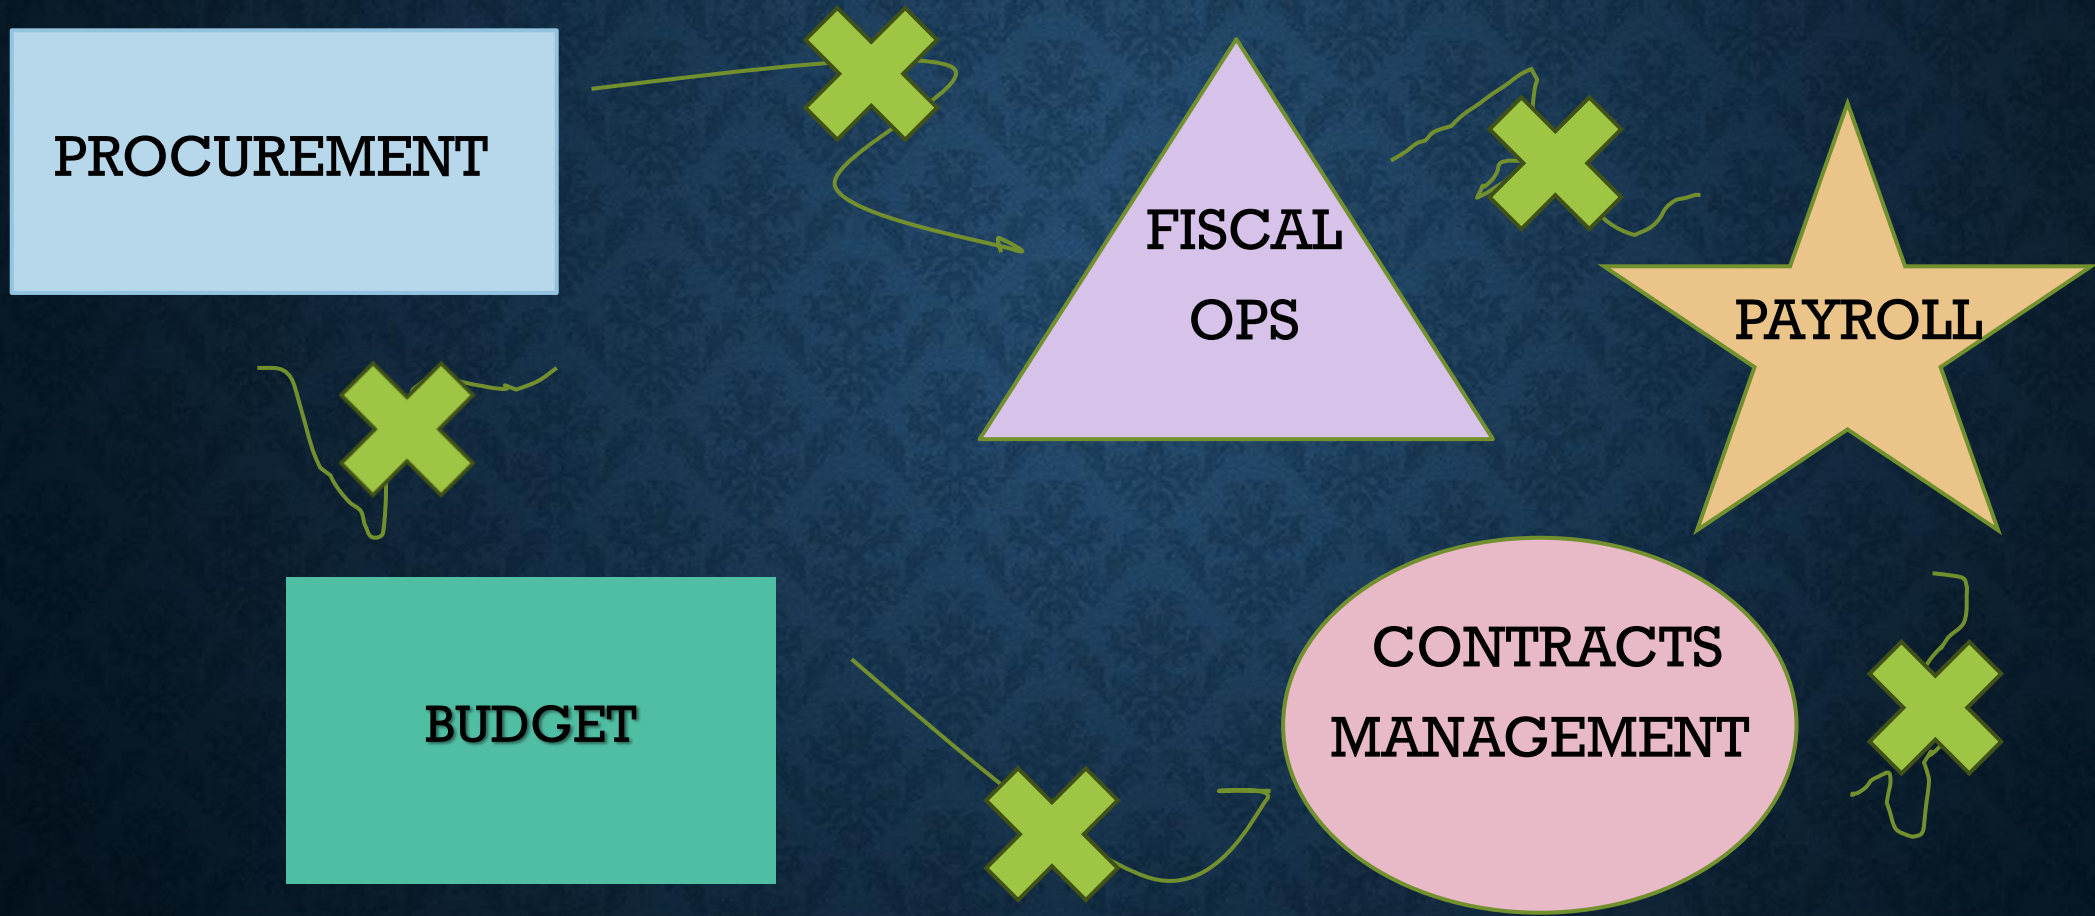 PROCUREMENT
FISCAL
OPS
PAYROLL
BUDGET
CONTRACTS
MANAGEMENT